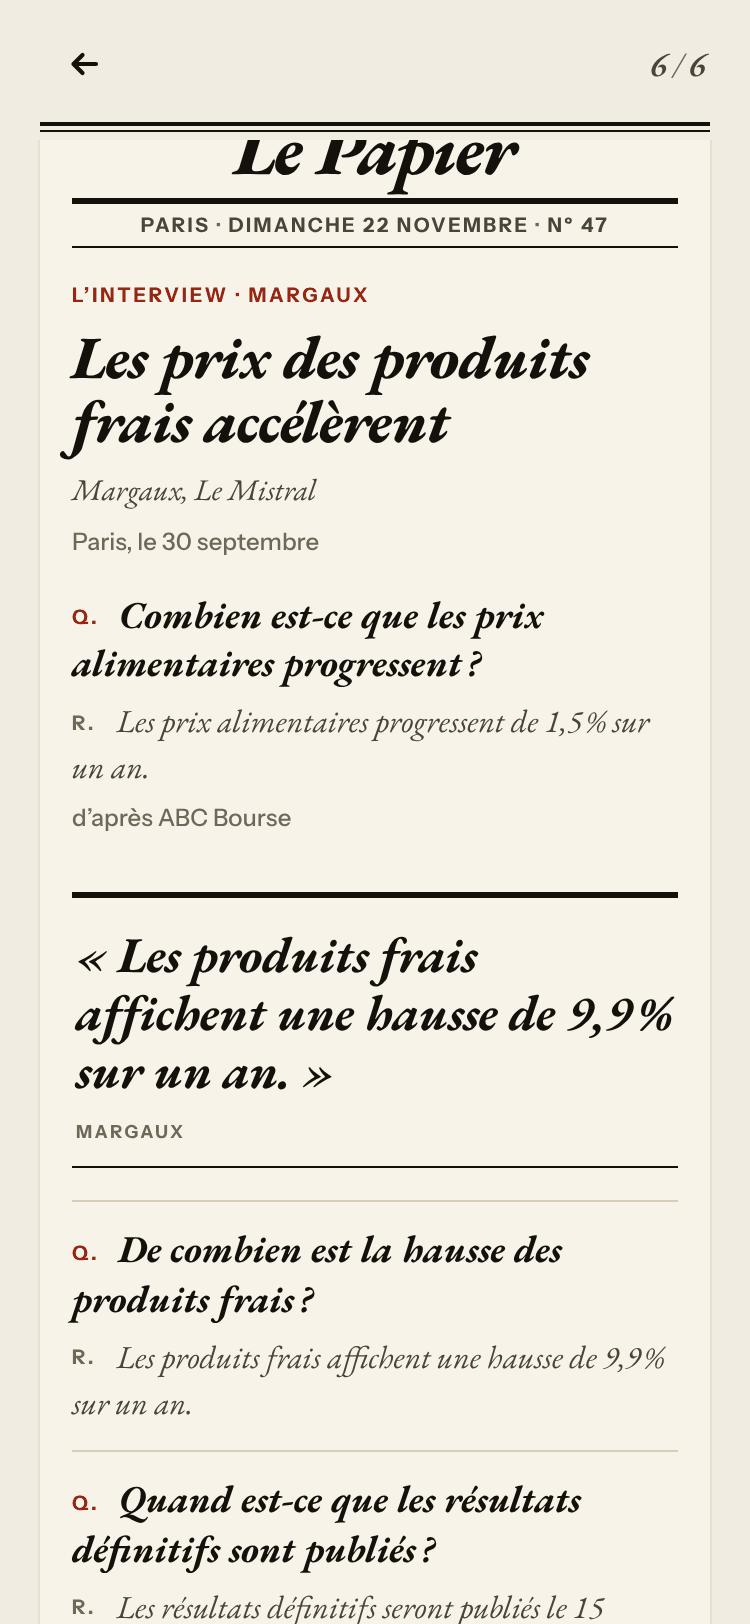 6/6
Le Papier
PARIS · DIMANCHE 22 NOVEMBRE · N° 47
L’INTERVIEW · MARGAUX
Les prix des produits
frais accélèrent
Margaux, Le Mistral
Paris, le 30 septembre
Q. Combien est-ce que les prix
alimentaires progressent ?
R. Les prix alimentaires progressent de 1,5 % sur
un an.
d’après ABC Bourse
« Les produits frais
affichent une hausse de 9,9 %
sur un an. »
MARGAUX
Q. De combien est la hausse des
produits frais ?
R. Les produits frais affichent une hausse de 9,9 %
sur un an.
Q. Quand est-ce que les résultats
définitifs sont publiés ?
R. Les résultats définitifs seront publiés le 15